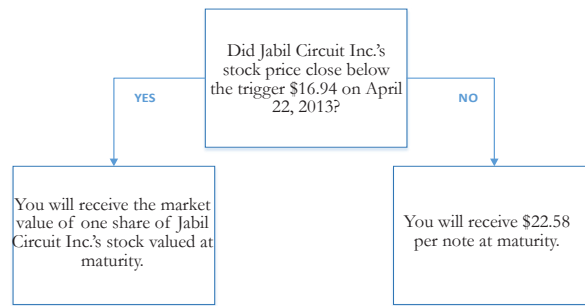 Did Jabil Circuit Inc.'s
stock price close below
the trigger $16.94 on April
22, 2013?
YES
NO
You will receive the market
value of one share of Jabil
Circuit Inc.'s stock valued at
maturity.
You will receive $22.58
per note at maturity.